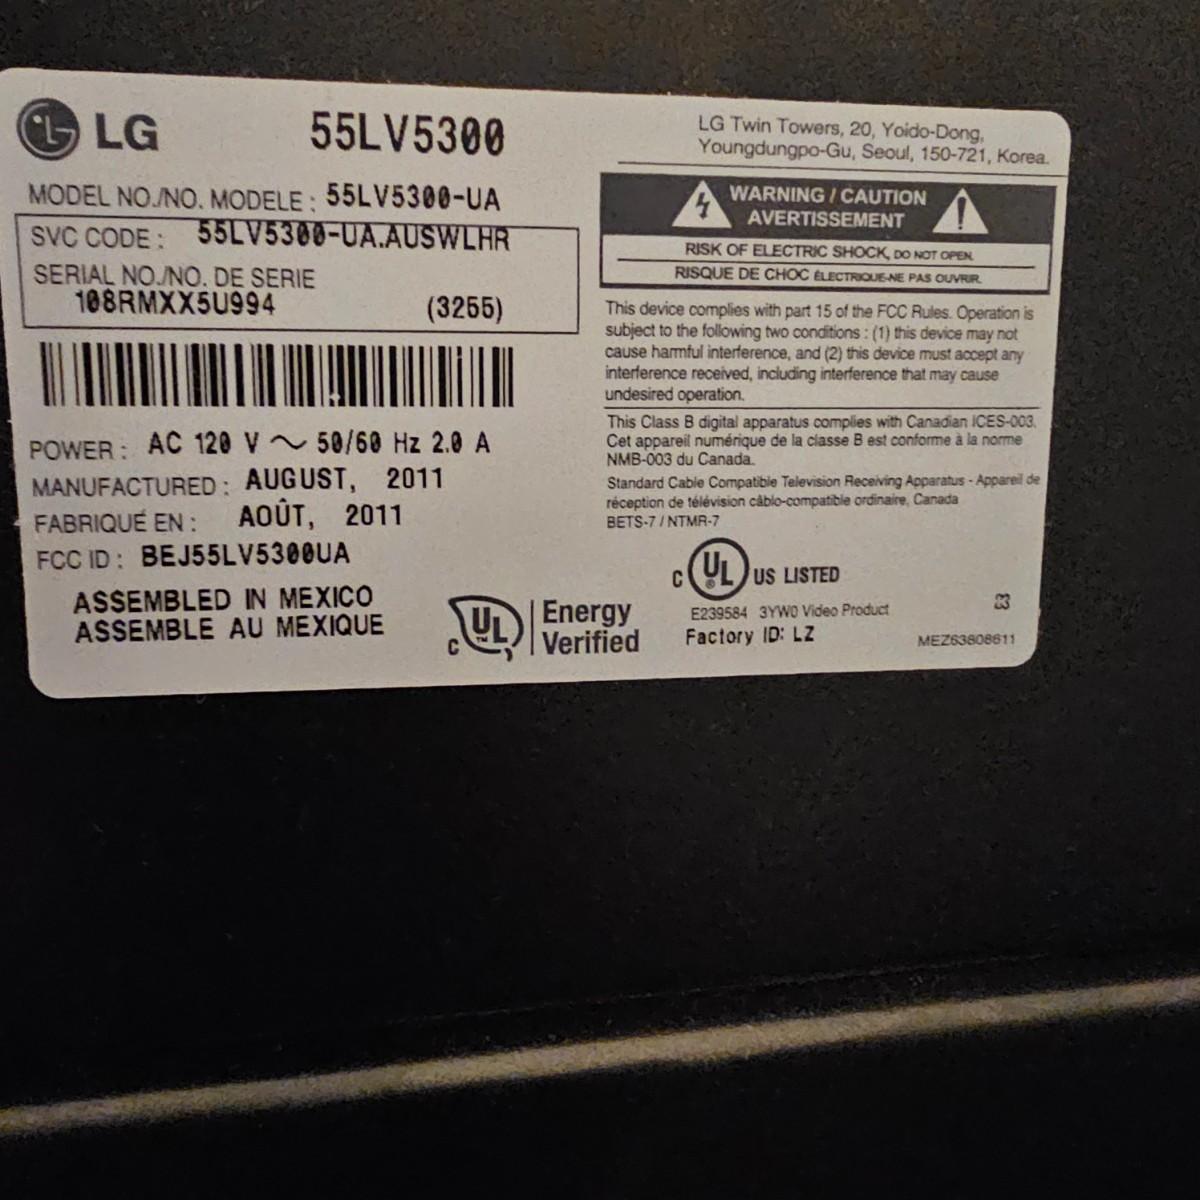 LG
55LV5300
MODEL NO./NO. MODELE : 55LV5300-UA
SVC CODE : 55LV5300-UA.AUSWLHR
SERIAL NO./NO. DE SERIE
108RMXX5U994 (3255)
POWER : AC 120 V ~ 50/60 Hz 2.0 A
MANUFACTURED : AUGUST, 2011
FABRIQUÉ EN : AOÛT, 2011
FCC ID : BEJ55LV5300UA
ASSEMBLED IN MEXICO
ASSEMBLE AU MEXIQUE
C UL TM Energy
Verified
LG Twin Towers, 20, Yoido-Dong,
Youngdungpo-Gu, Seoul, 150-721, Korea.
WARNING / CAUTION
AVERTISSEMENT
RISK OF ELECTRIC SHOCK, DO NOT OPEN.
RISQUE DE CHOC ÉLECTRIQUE-NE PAS OUVRIR.
This device complies with part 15 of the FCC Rules. Operation is
subject to the following two conditions : (1) this device may not
cause harmful interference, and (2) this device must accept any
interference received, including interference that may cause
undesired operation.
This Class B digital apparatus complies with Canadian ICES-003.
Cet appareil numérique de la classe B est conforme à la norme
NMB-003 du Canada.
Standard Cable Compatible Television Receiving Apparatus - Appareil de
réception de télévision câblo-compatible ordinaire, Canada
BETS-7 / NTMR-7
C UL ® US LISTED
E239584 3YW0 Video Product
Factory ID: LZ
MEZ63808611